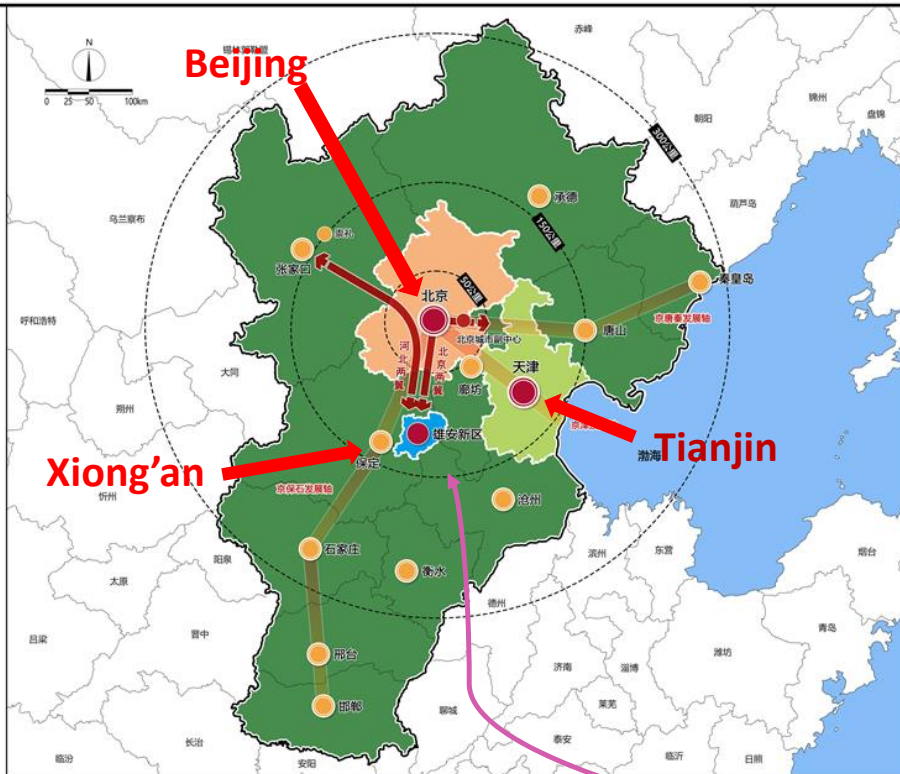 赤峰
N
Beijing
0 25 50 100km
锦州
盘锦
朝阳
300公里
葫芦岛
承德
乌兰察布
150公里
崇礼
张家口
50公里
秦皇岛
北京
京唐秦发展轴
呼和浩特
唐山
北京城市副中心
河北两翼
北京两翼
大同
天津
廊坊
朔州
雄安新区
渤海
Tianjin
保定
Xiong'an
京保石发展轴
忻州
沧州
石家庄
阳泉
滨州
东营
烟台
太原
衡水
德州
吕梁
晋中
青岛
邢台
济南
淄博
潍坊
邯郸
聊城
莱芜
长治
泰安
临汾
安阳
临沂
日照